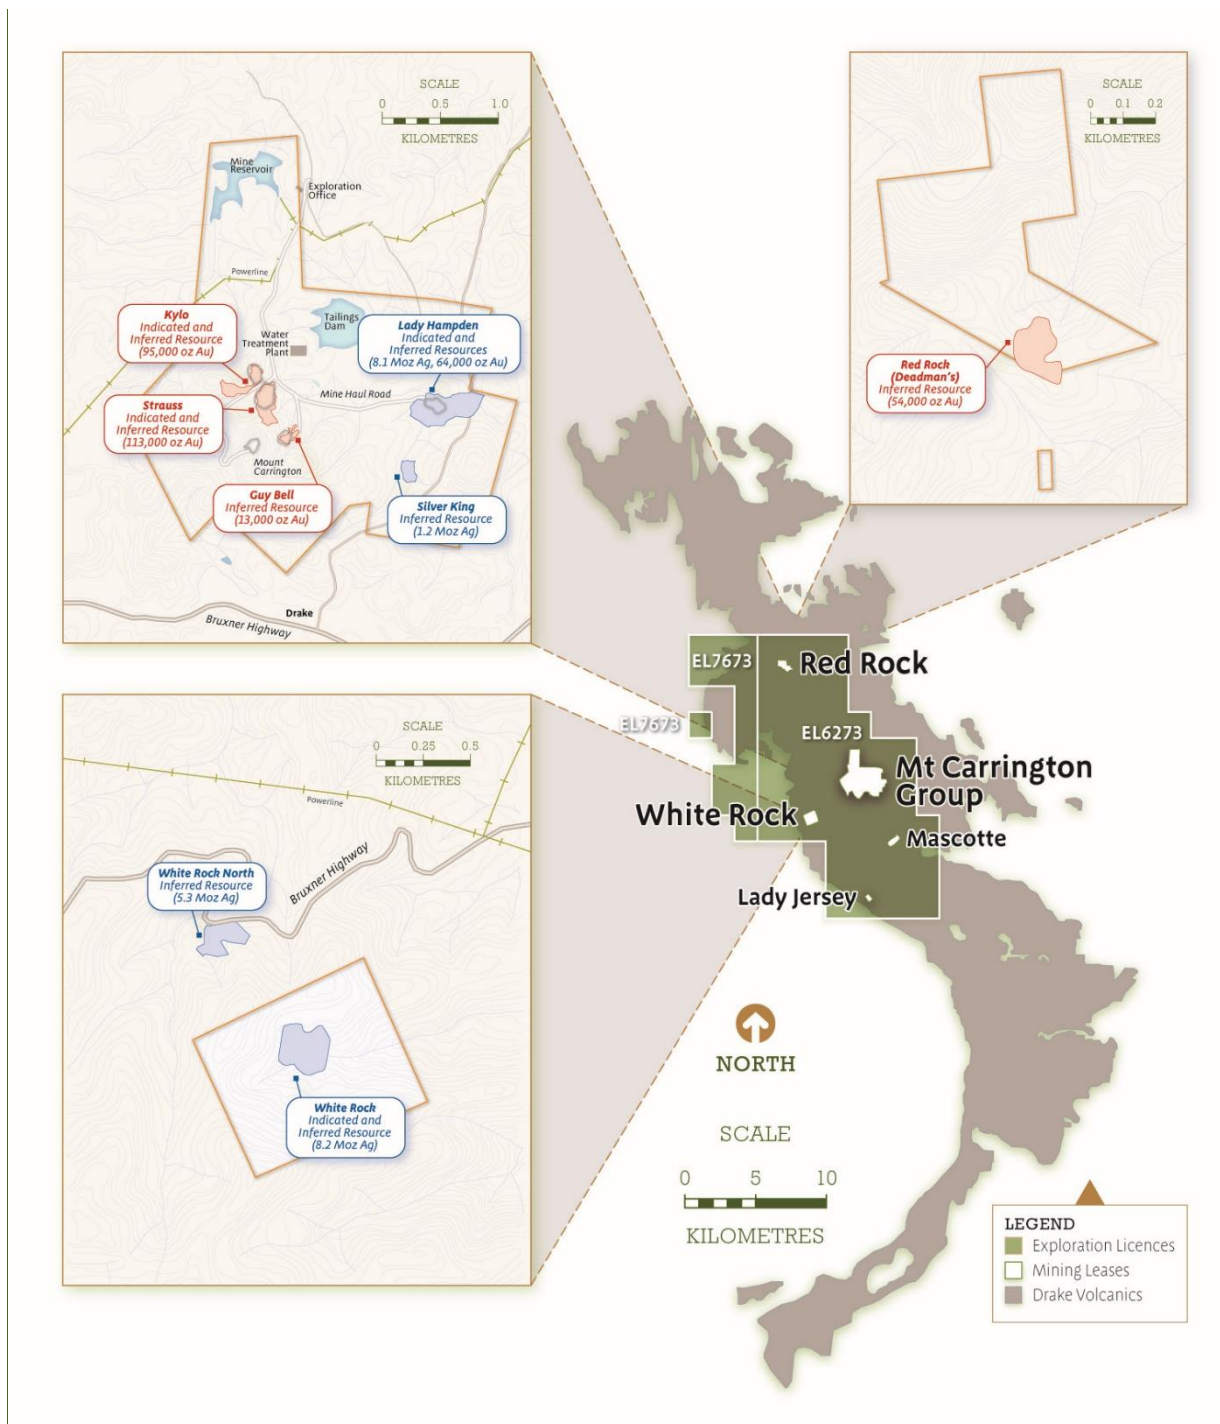 SCALE
0 0.5 1.0
KILOMETRES
Mine
Reservoir
Exploration
Office
Powerline
Kylo
Indicated and
Inferred Resource
(95,000 oz Au)
Water
Treatment
Plant
Tailings
Dam
Lady Hampden
Indicated and
Inferred Resources
(8.1 Moz Ag, 64,000 oz Au)
Mine Haul Road
Strauss
Indicated and
Inferred Resource
(113,000 oz Au)
Mount
Carrington
Guy Bell
Inferred Resource
(13,000 oz Au)
Silver King
Inferred Resource
(1.2 Moz Ag)
Drake
Bruxner Highway
SCALE
0 0.1 0.2
KILOMETRES
Red Rock
(Deadman's)
Inferred Resource
(54,000 oz Au)
SCALE
0 0.25 0.5
KILOMETRES
Powerline
Bruxner Highway
White Rock North
Inferred Resource
(5.3 Moz Ag)
White Rock
Indicated and
Inferred Resource
(8.2 Moz Ag)
EL7673
Red Rock
EL7673
EL6273
Mt Carrington
Group
White Rock
Mascotte
Lady Jersey
NORTH
SCALE
0 5 10
KILOMETRES
LEGEND
Exploration Licences
Mining Leases
Drake Volcanics